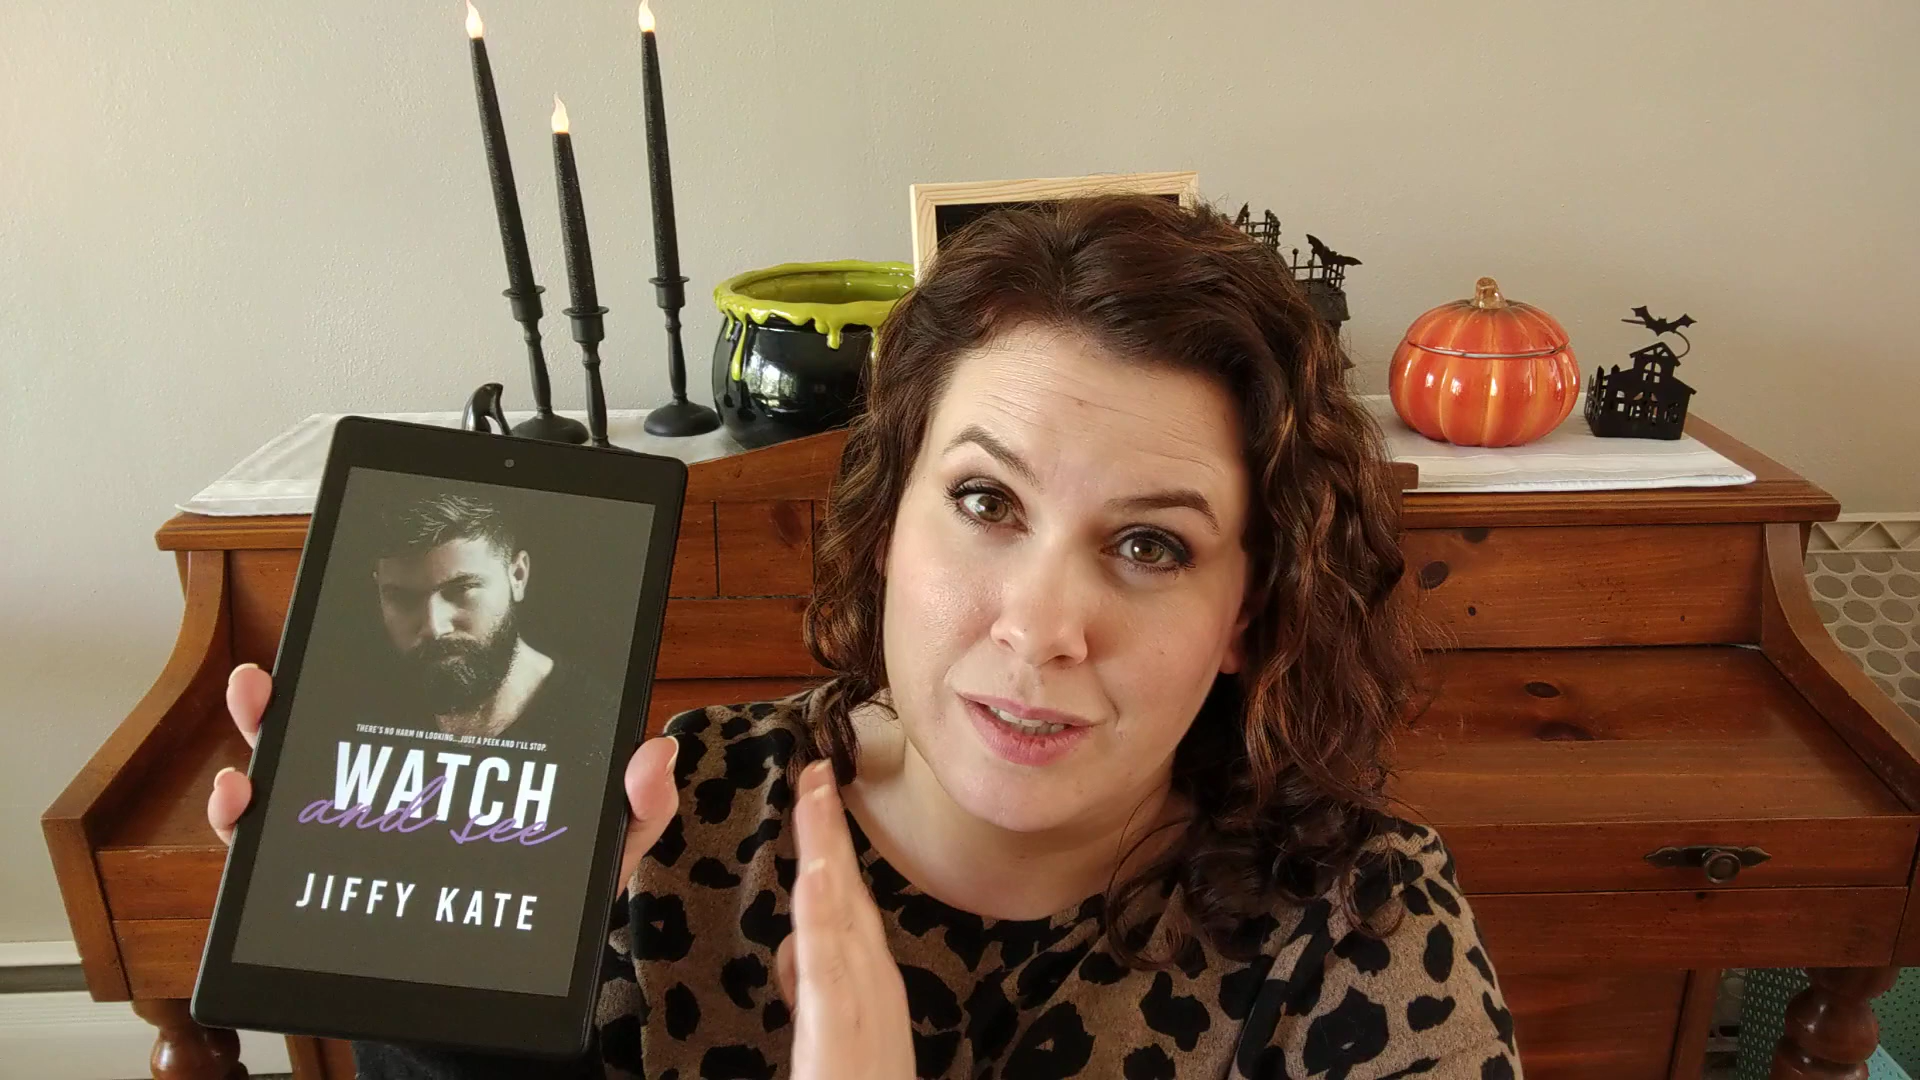 THERE'S NO HARM IN LOOKING...JUST A PEEK AND I'LL STOP.
WATCH
and see
JIFFY KATE